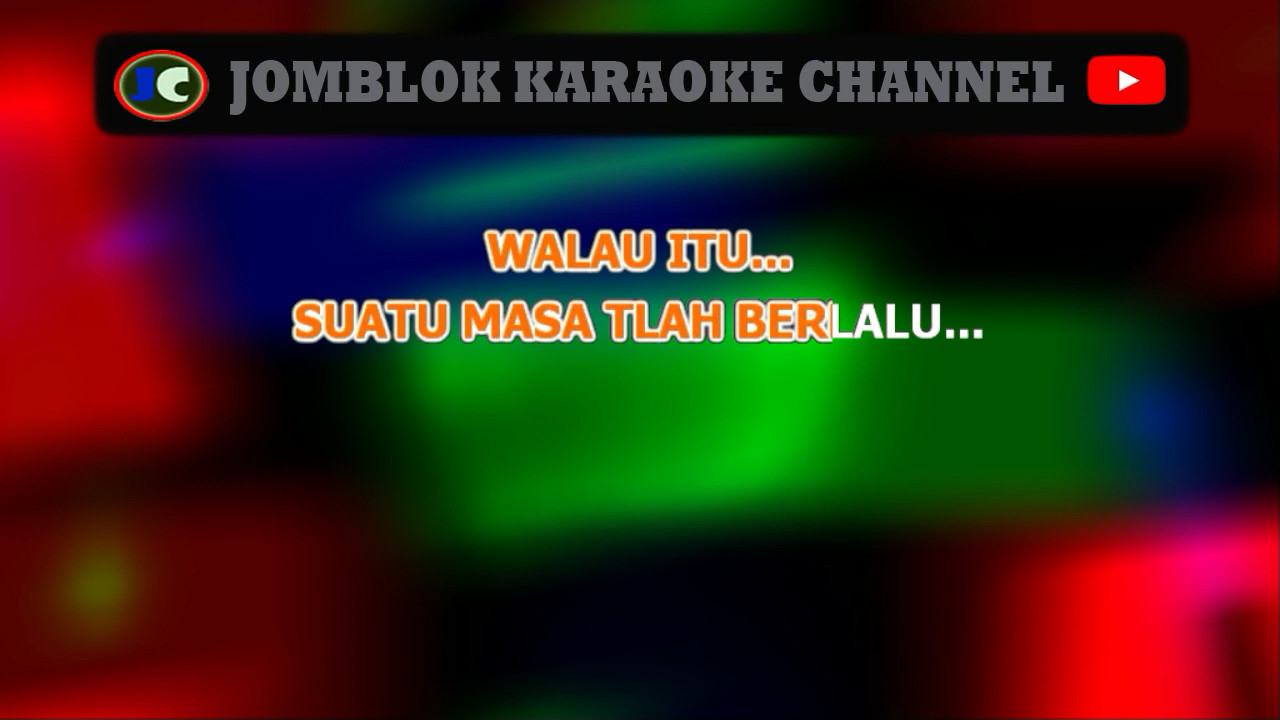 JC JOMBLOK KARAOKE CHANNEL
WALAU ITU...
SUATU MASA TLAH BERLALU...